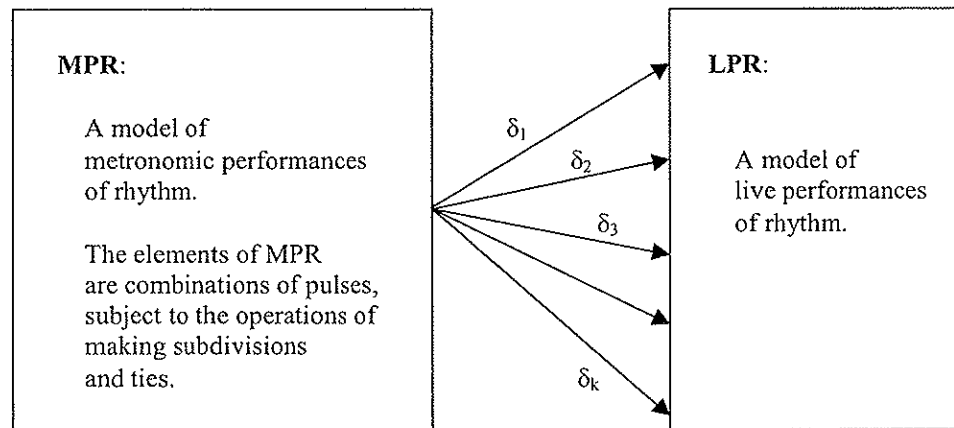 MPR:
A model of
metronomic performances
of rhythm.
The elements of MPR
are combinations of pulses,
subject to the operations of
making subdivisions
and ties.
δ1
δ2
δ3
δk
LPR:
A model of
live performances
of rhythm.